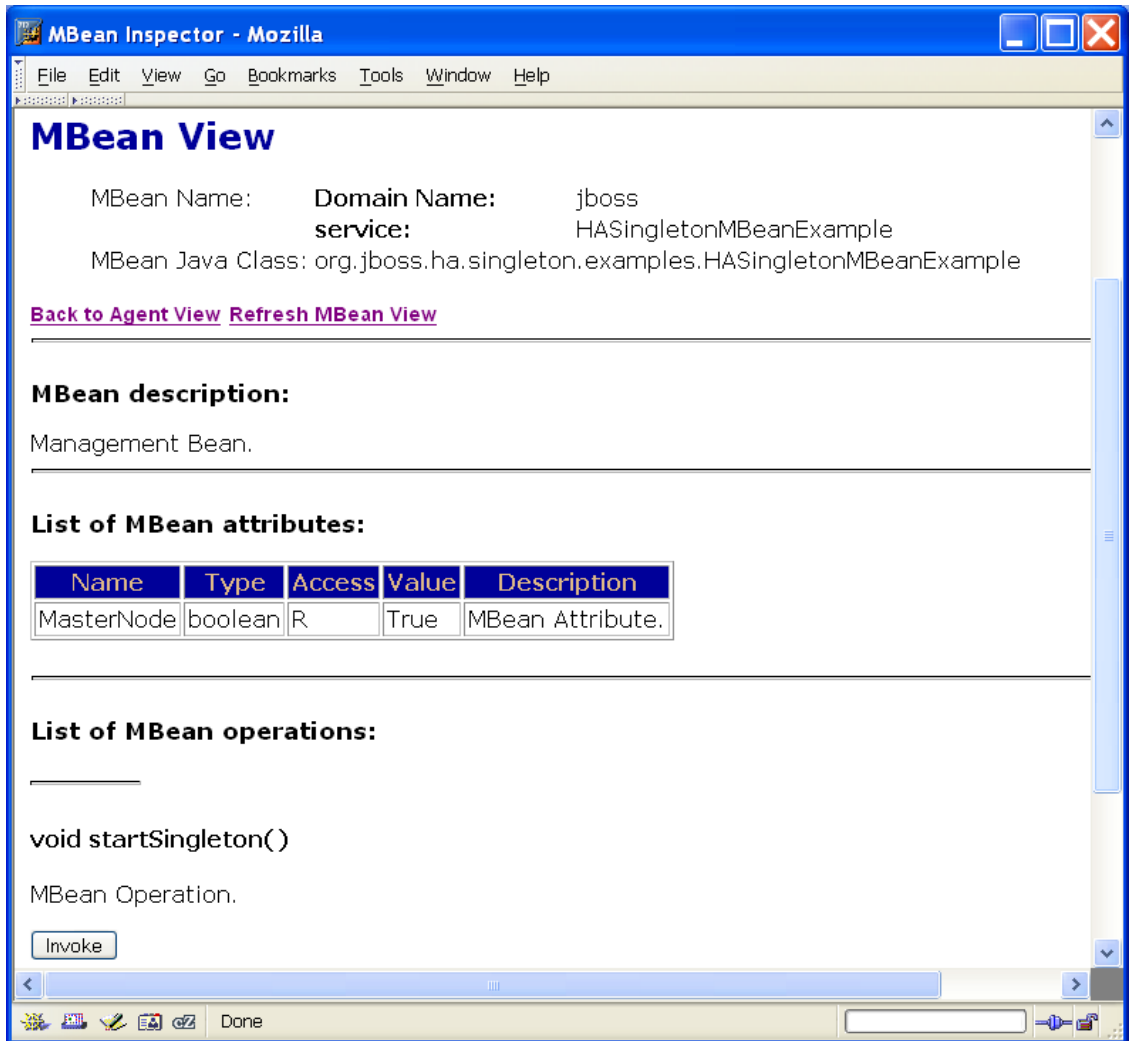 MBean Inspector - Mozilla
File Edit View Go Bookmarks Tools Window Help
MBean View
MBean Name: Domain Name: jboss
service: HASingletonMBeanExample
MBean Java Class: org.jboss.ha.singleton.examples.HASingletonMBeanExample
Back to Agent View Refresh MBean View
MBean description:
Management Bean.
List of MBean attributes:
Name Type Access Value Description
MasterNode boolean R True MBean Attribute.
List of MBean operations:
void startSingleton()
MBean Operation.
Invoke
Done